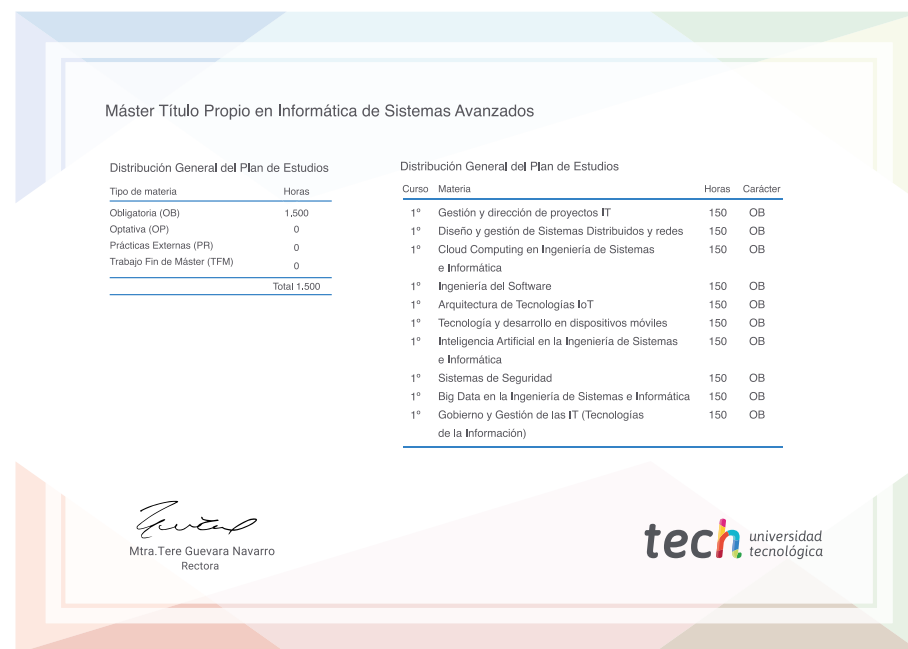 Máster Título Propio en Informática de Sistemas Avanzados
Distribución General del Plan de Estudios
Tipo de materia Horas
Obligatoria (OB) 1,500
Optativa (OP) 0
Prácticas Externas (PR) 0
Trabajo Fin de Máster (TFM) 0
Total 1.500
Distribución General del Plan de Estudios
Curso Materia Horas Carácter
1º Gestión y dirección de proyectos IT 150 OB
1º Diseño y gestión de Sistemas Distribuidos y redes 150 OB
1º Cloud Computing en Ingeniería de Sistemas 150 OB
e Informática
1º Ingeniería del Software 150 OB
1º Arquitectura de Tecnologías IoT 150 OB
1º Tecnología y desarrollo en dispositivos móviles 150 OB
1º Inteligencia Artificial en la Ingeniería de Sistemas 150 OB
e Informática
1º Sistemas de Seguridad 150 OB
1º Big Data en la Ingeniería de Sistemas e Informática 150 OB
1º Gobierno y Gestión de las IT (Tecnologías 150 OB
de la Información)
Mtra.Tere Guevara Navarro
Rectora
tech universidad
tecnológica